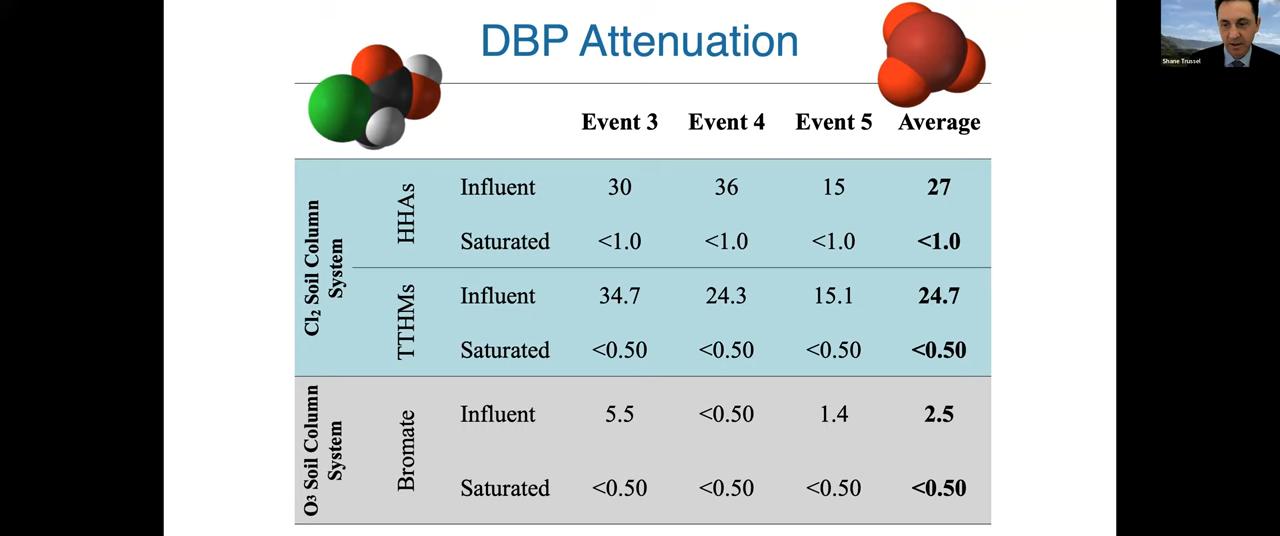 DBP Attenuation
Shane Trussel
Event 3 Event 4 Event 5 Average
Cl2 Soil Column System
HHAs
Influent 30 36 15 27
Saturated <1.0 <1.0 <1.0 <1.0
TTHMs
Influent 34.7 24.3 15.1 24.7
Saturated <0.50 <0.50 <0.50 <0.50
O3 Soil Column System
Bromate
Influent 5.5 <0.50 1.4 2.5
Saturated <0.50 <0.50 <0.50 <0.50